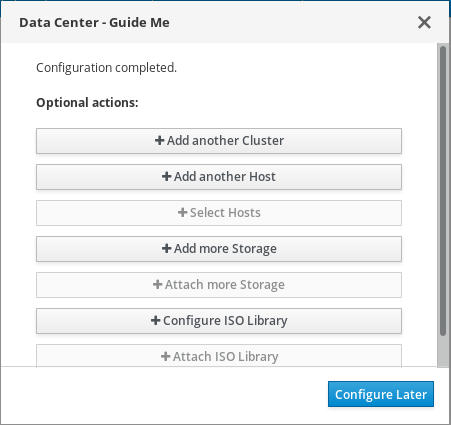 Data Center - Guide Me
Configuration completed.
Optional actions:
Add another Cluster
Add another Host
Select Hosts
Add more Storage
Attach more Storage
Configure ISO Library
Attach ISO Library
Configure Later